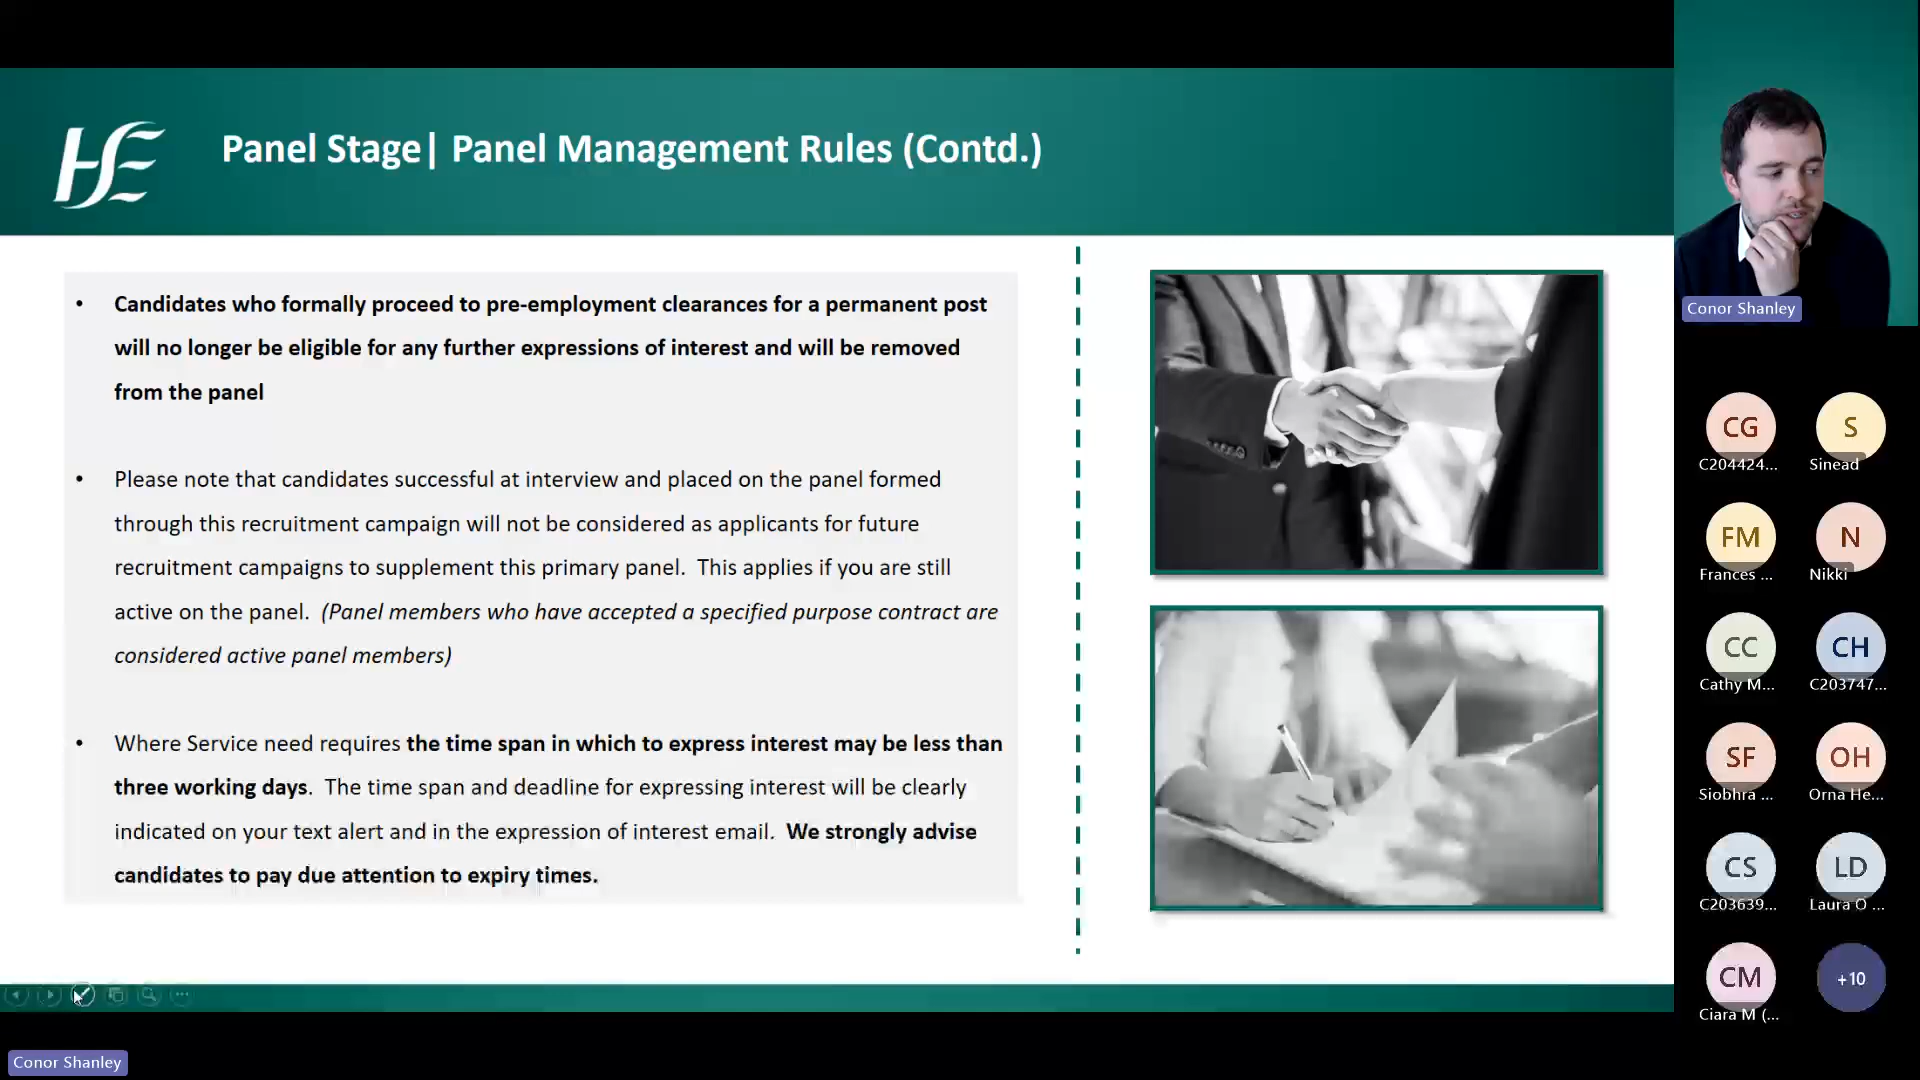 HSE
Panel Stage| Panel Management Rules (Contd.)
• Candidates who formally proceed to pre-employment clearances for a permanent post
will no longer be eligible for any further expressions of interest and will be removed
from the panel
• Please note that candidates successful at interview and placed on the panel formed
through this recruitment campaign will not be considered as applicants for future
recruitment campaigns to supplement this primary panel.  This applies if you are still
active on the panel.  (Panel members who have accepted a specified purpose contract are
considered active panel members)
• Where Service need requires the time span in which to express interest may be less than
three working days.  The time span and deadline for expressing interest will be clearly
indicated on your text alert and in the expression of interest email.  We strongly advise
candidates to pay due attention to expiry times.
Conor Shanley
CG
C204424...
S
Sinead
FM
Frances ...
N
Nikki
CC
Cathy M...
CH
C203747...
SF
Siobhra ...
OH
Orna He...
CS
C203639...
LD
Laura O ...
CM
Ciara M (...
+10
Conor Shanley